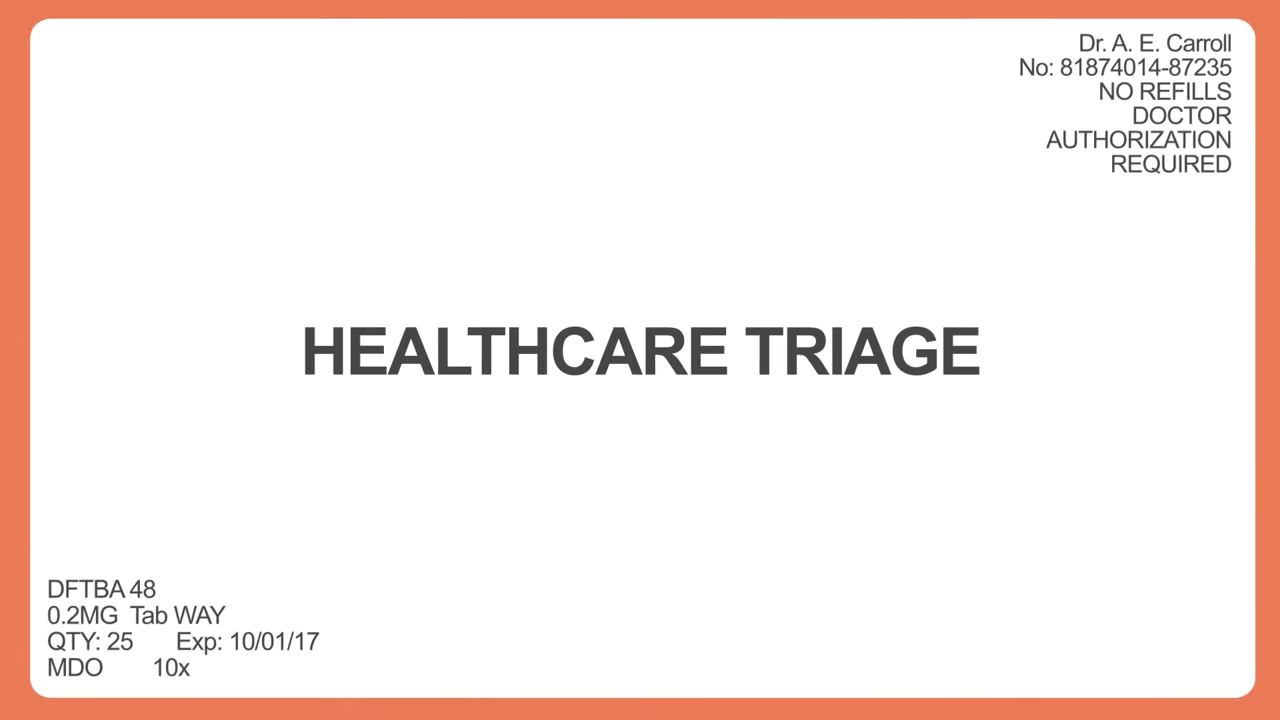 Dr. A. E. Carroll
No: 81874014-87235
NO REFILLS
DOCTOR
AUTHORIZATION
REQUIRED
HEALTHCARE TRIAGE
DFTBA 48
0.2MG Tab WAY
QTY: 25 Exp: 10/01/17
MDO 10x